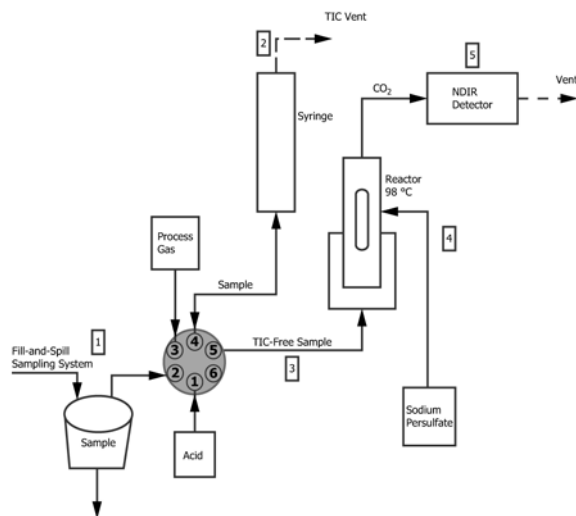 2
TIC Vent
5
CO₂
NDIR
Detector
Vent
Syringe
Reactor
98 °C
Process
Gas
4
Sample
1
Fill-and-Spill
Sampling System
4
3
5
2
6
1
TIC-Free Sample
3
Sample
Acid
Sodium
Persulfate